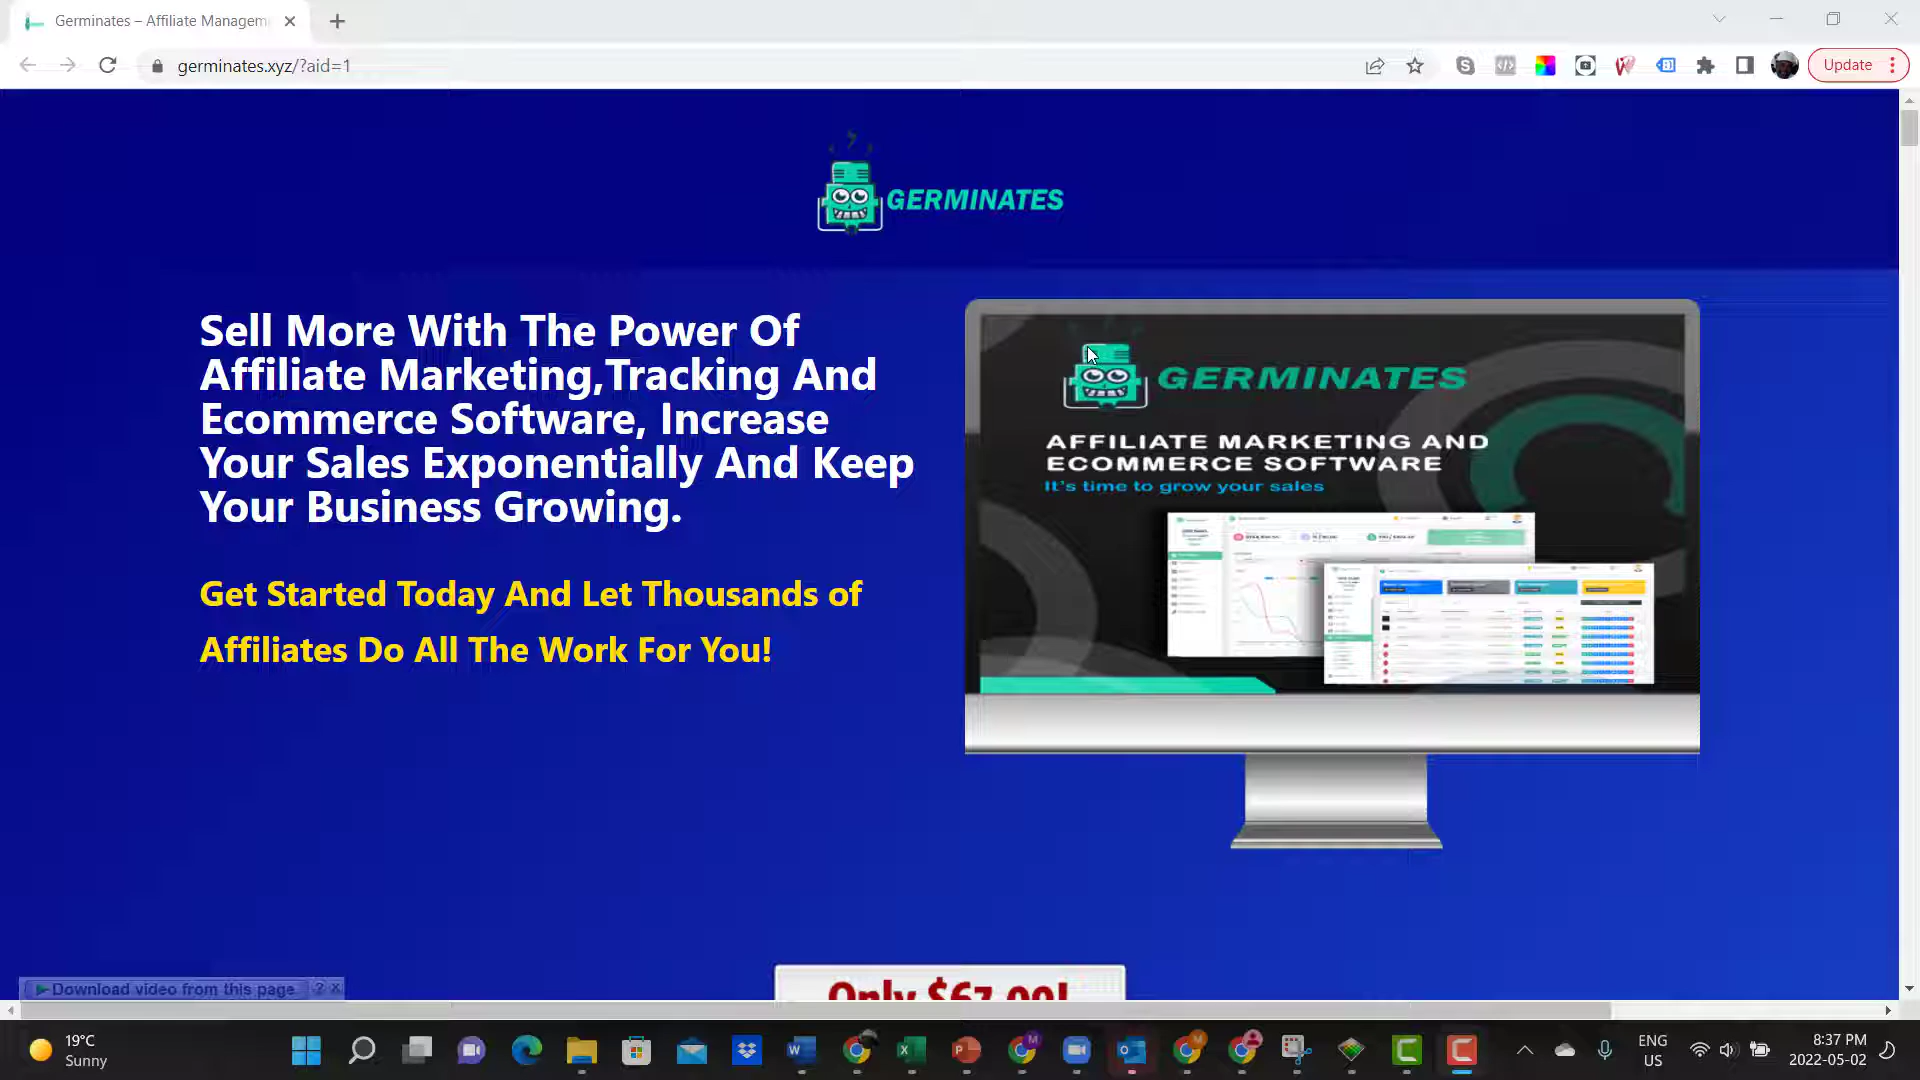 Germinates – Affiliate Managem
germinates.xyz/?aid=1
Update
GERMINATES
Sell More With The Power Of
Affiliate Marketing,Tracking And
Ecommerce Software, Increase
Your Sales Exponentially And Keep
Your Business Growing.
Get Started Today And Let Thousands of
Affiliates Do All The Work For You!
GERMINATES
AFFILIATE MARKETING AND
ECOMMERCE SOFTWARE
It's time to grow your sales
Download video from this page
Only $67.00!
19°C
Sunny
ENG
US
8:37 PM
2022-05-02